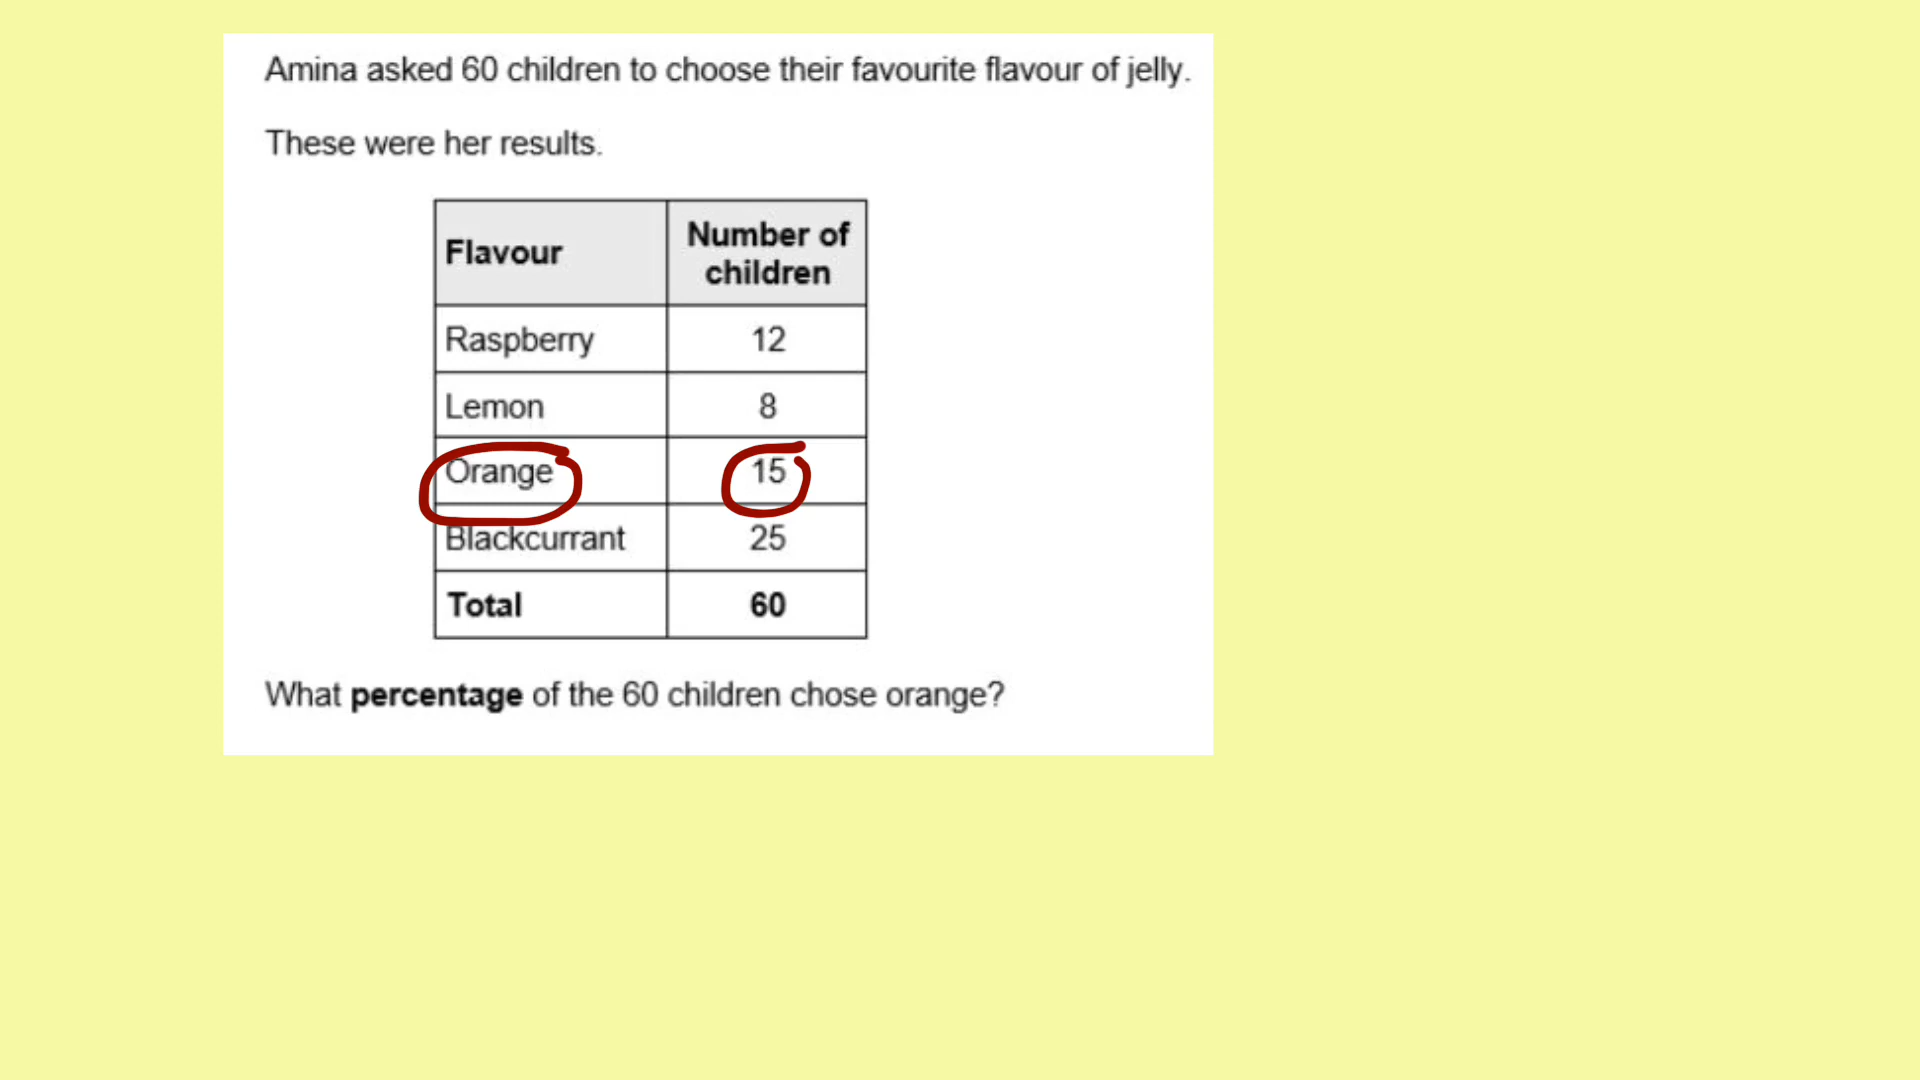 Amina asked 60 children to choose their favourite flavour of jelly.
These were her results.
Flavour Number of children
Raspberry 12
Lemon 8
Orange 15
Blackcurrant 25
Total 60
What percentage of the 60 children chose orange?